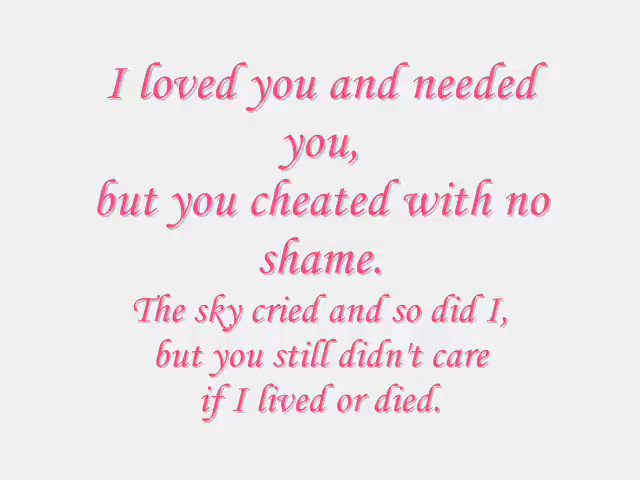 I loved you and needed
you,
but you cheated with no
shame.
The sky cried and so did I,
but you still didn't care
if I lived or died.